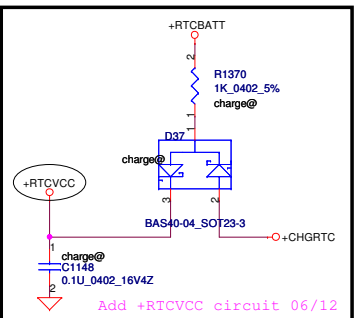 +RTCBATT
2
R1370
1K_0402_5%
charge@
1
1
D37
charge@
+RTCVCC
3
2
BAS40-04_SOT23-3
+CHGRTC
1
charge@
C1148
0.1U_0402_16V4Z
2
Add +RTCVCC circuit 06/12